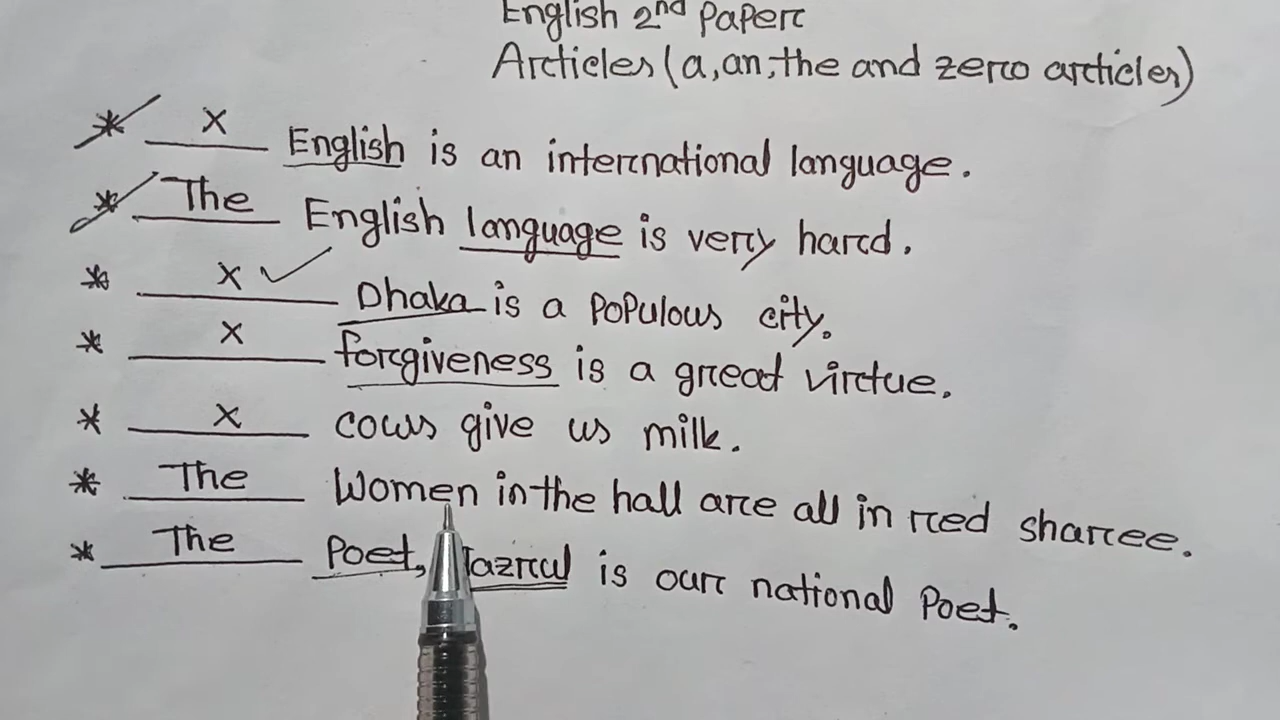 English 2nd Paper
Articles (a, an, the and zero articles)
* x English is an international language.
* The English language is very hard.
* x ✓ Dhaka is a populous city.
* x forgiveness is a great virtue.
* x cows give us milk.
* The Women in the hall are all in red sharee.
* The Poet, Nazrul is our national Poet.